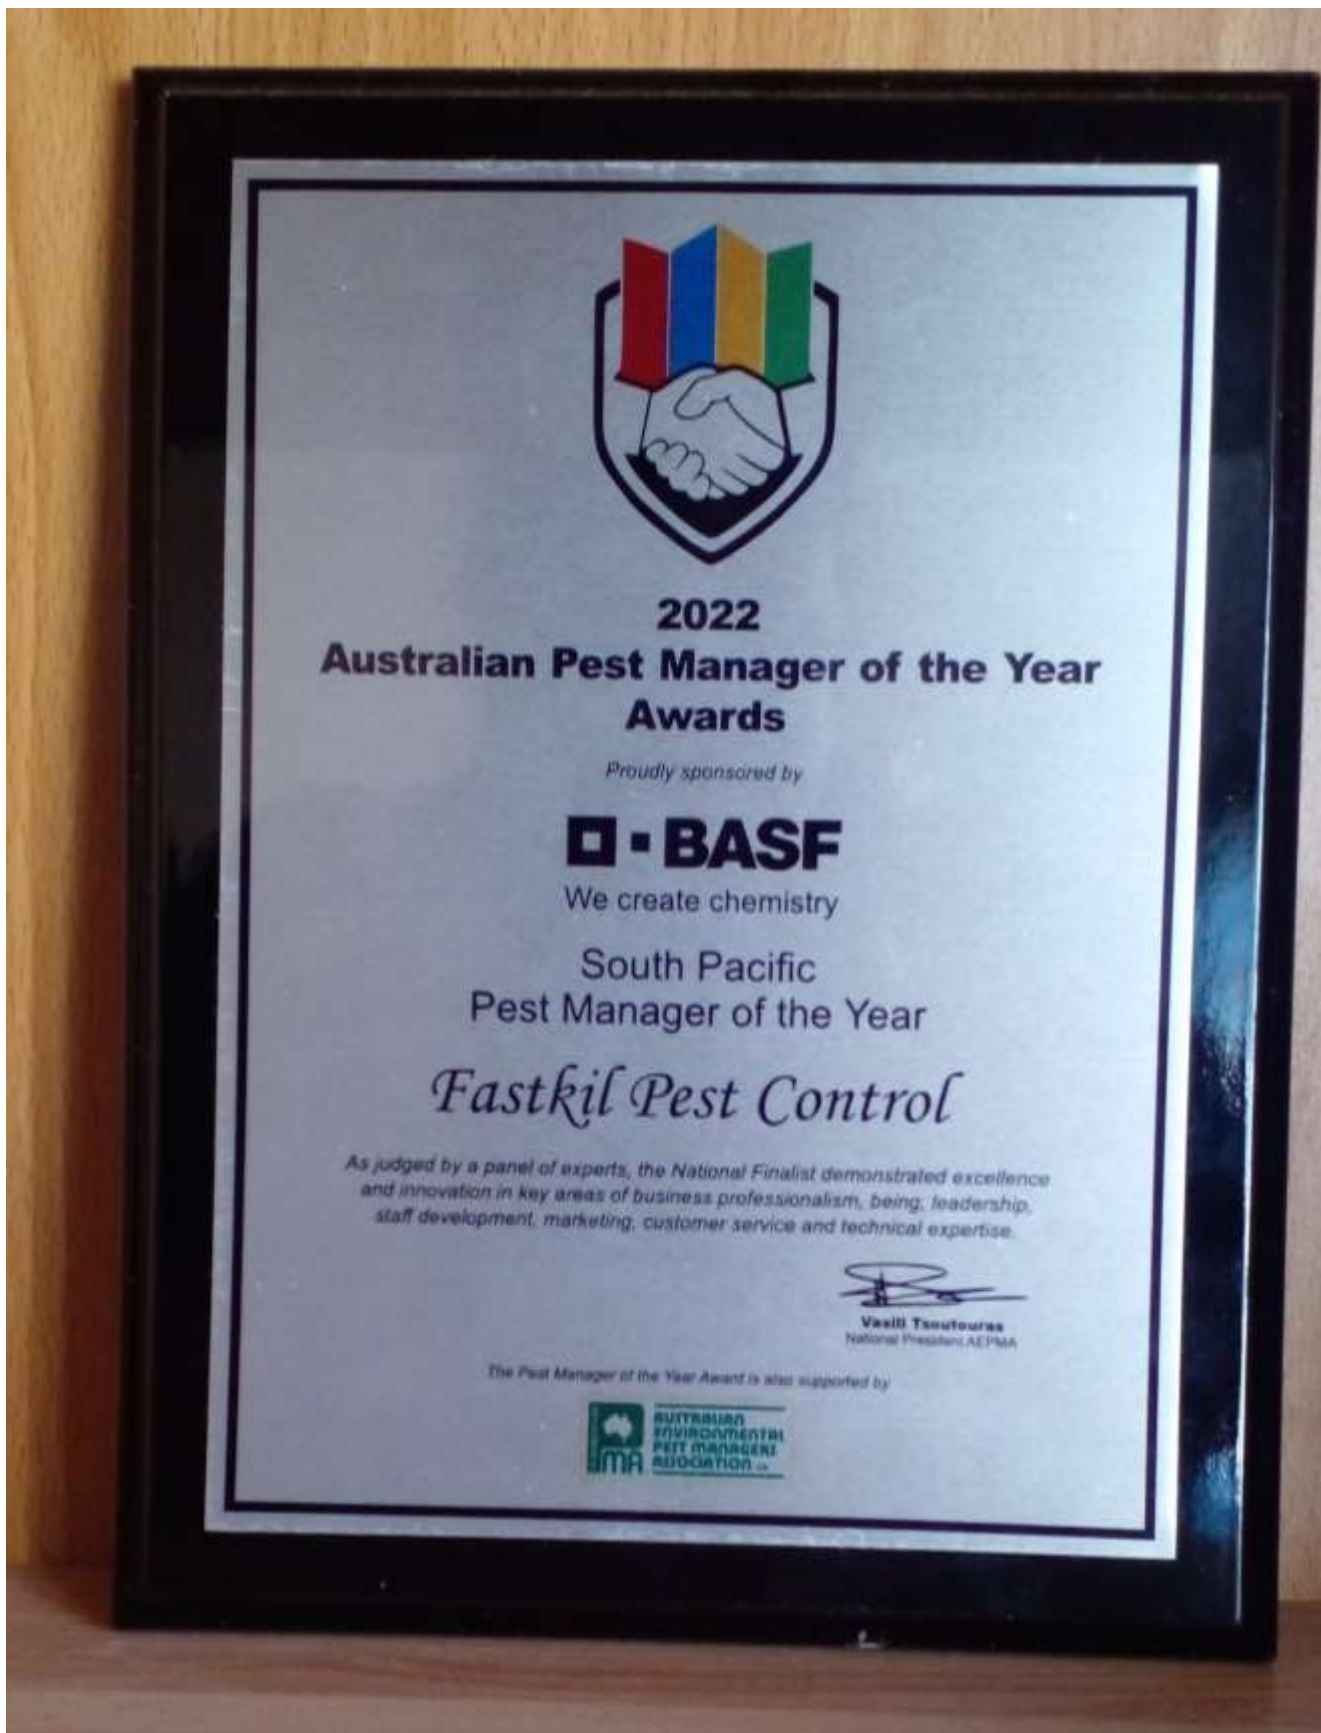 2022
Australian Pest Manager of the Year
Awards
Proudly sponsored by
BASF
We create chemistry
South Pacific
Pest Manager of the Year
Fastkil Pest Control
As judged by a panel of experts, the National Finalist demonstrated excellence
and innovation in key areas of business professionalism, being, leadership,
staff development, marketing, customer service and technical expertise.
Vasili Tsoutouras
National President AEPMA
The Pest Manager of the Year Award is also supported by
PMA
AUSTRALIAN
ENVIRONMENTAL
PEST MANAGERS
ASSOCIATION